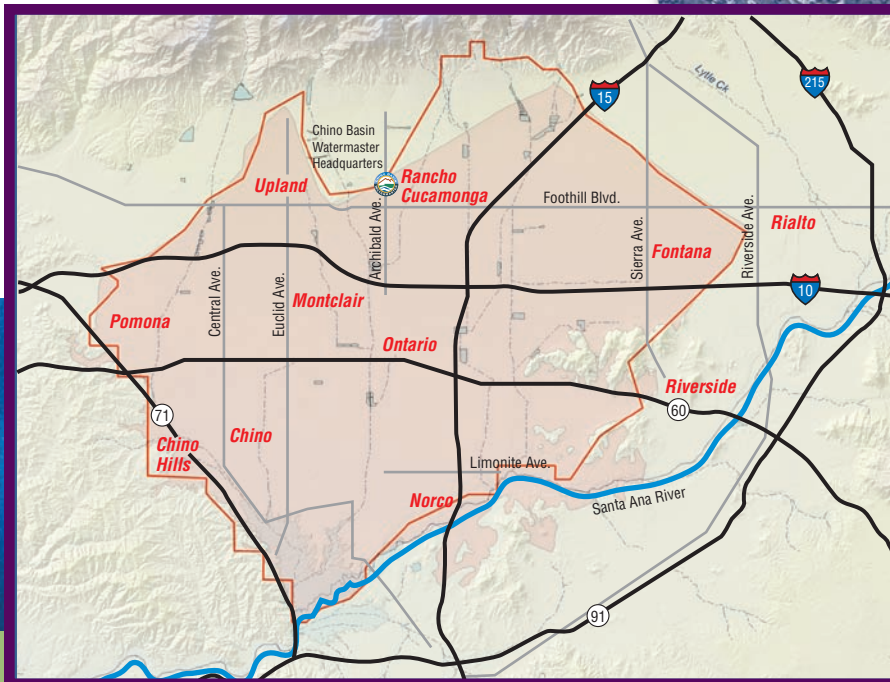 Lytle Ck
15
215
Chino Basin
Watermaster
Headquarters
Upland
Rancho
Cucamonga
Foothill Blvd.
Archibald Ave.
Sierra Ave.
Riverside Ave.
Rialto
Fontana
Central Ave.
Euclid Ave.
Montclair
10
Pomona
Ontario
Riverside
60
71
Chino
Hills
Chino
Limonite Ave.
Norco
Santa Ana River
91